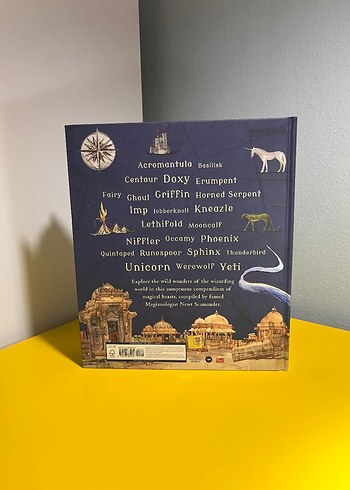 Acromantula Basilisk
Centaur Doxy Erumpent
Fairy Ghoul Griffin Horned Serpent
Imp Jobberknoll Kneazle
Lethifold Mooncalf
Niffler Occamy Phoenix
Quintaped Runespoor Sphinx Thunderbird
Unicorn Werewolf Yeti
Explore the wild wonders of the wizarding
world in this sumptuous compendium of
magical beasts, compiled by famed
Magizoologist Newt Scamander.